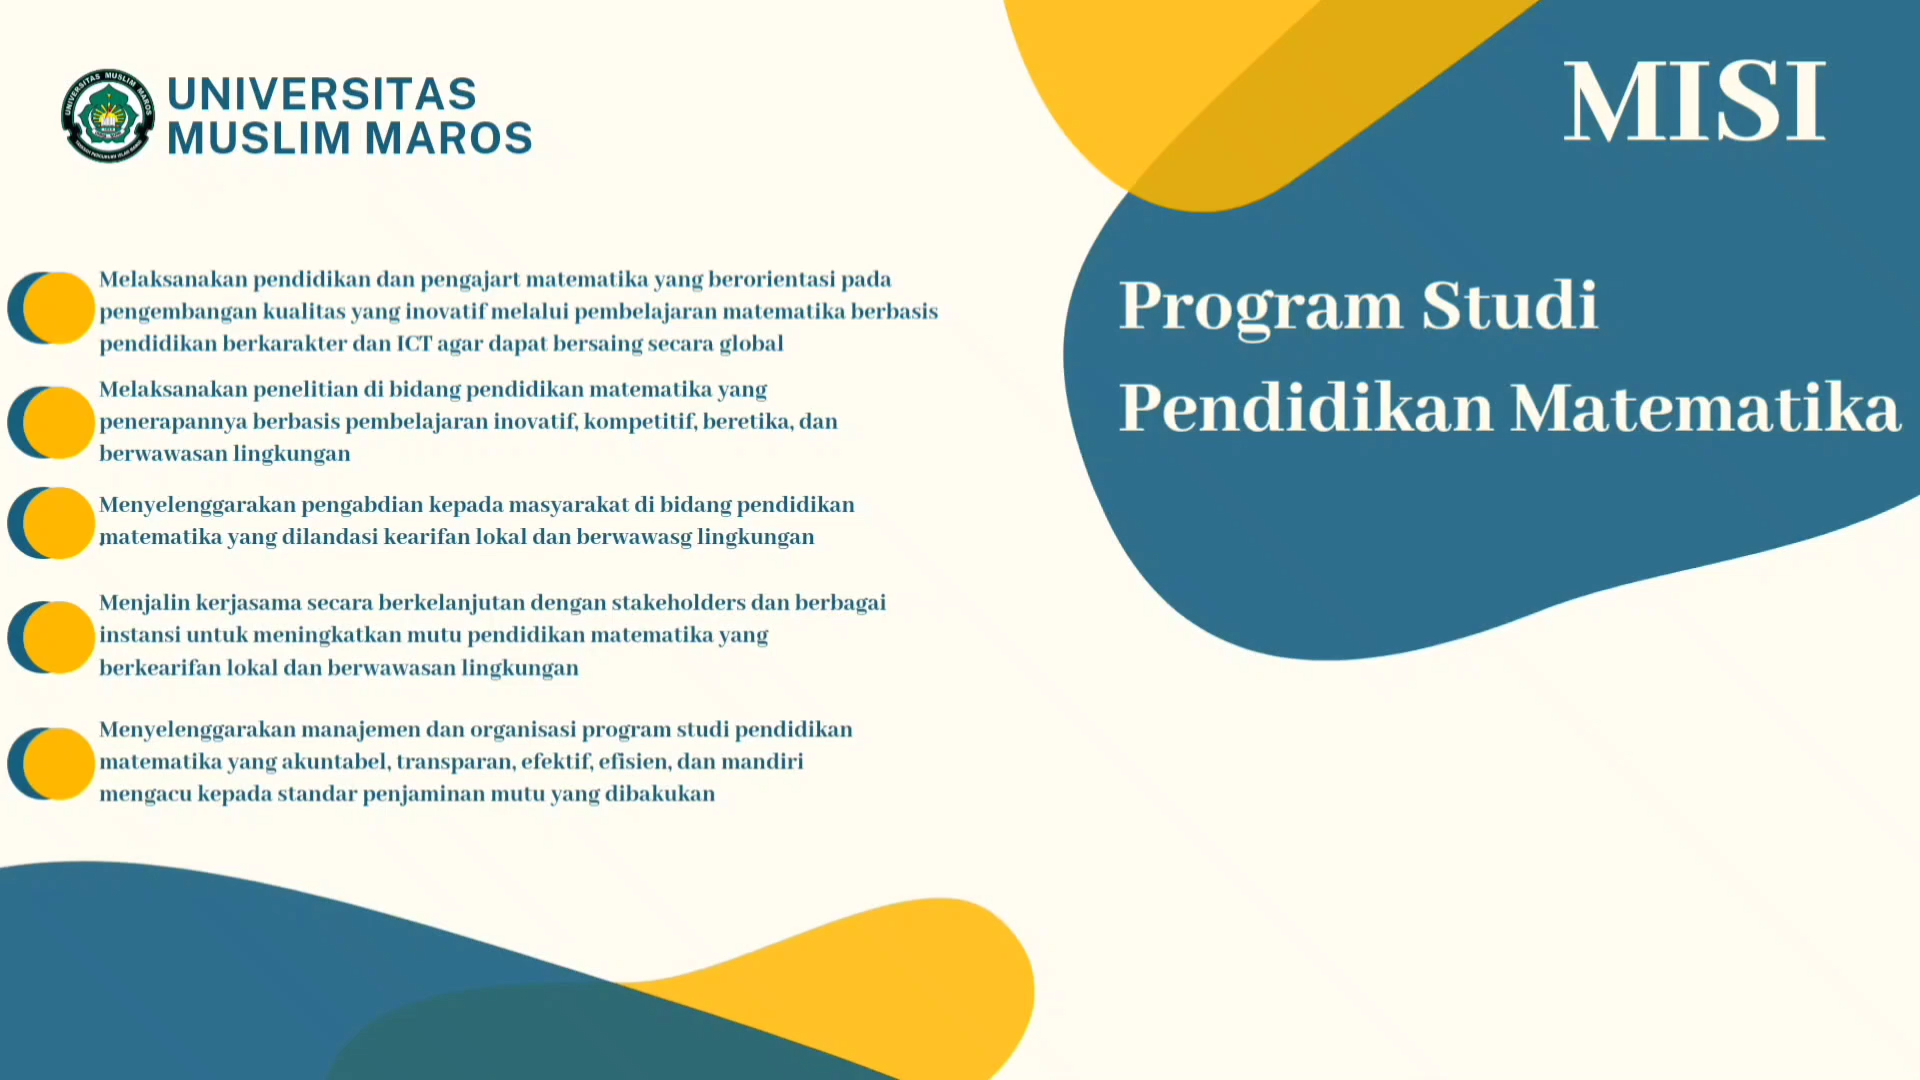 UNIVERSITAS MUSLIM MAROS
UNIVERSITAS
MUSLIM MAROS
MISI
Program Studi
Pendidikan Matematika
Melaksanakan pendidikan dan pengajart matematika yang berorientasi pada
pengembangan kualitas yang inovatif melalui pembelajaran matematika berbasis
pendidikan berkarakter dan ICT agar dapat bersaing secara global
Melaksanakan penelitian di bidang pendidikan matematika yang
penerapannya berbasis pembelajaran inovatif, kompetitif, beretika, dan
berwawasan lingkungan
Menyelenggarakan pengabdian kepada masyarakat di bidang pendidikan
matematika yang dilandasi kearifan lokal dan berwawasg lingkungan
Menjalin kerjasama secara berkelanjutan dengan stakeholders dan berbagai
instansi untuk meningkatkan mutu pendidikan matematika yang
berkearifan lokal dan berwawasan lingkungan
Menyelenggarakan manajemen dan organisasi program studi pendidikan
matematika yang akuntabel, transparan, efektif, efisien, dan mandiri
mengacu kepada standar penjaminan mutu yang dibakukan